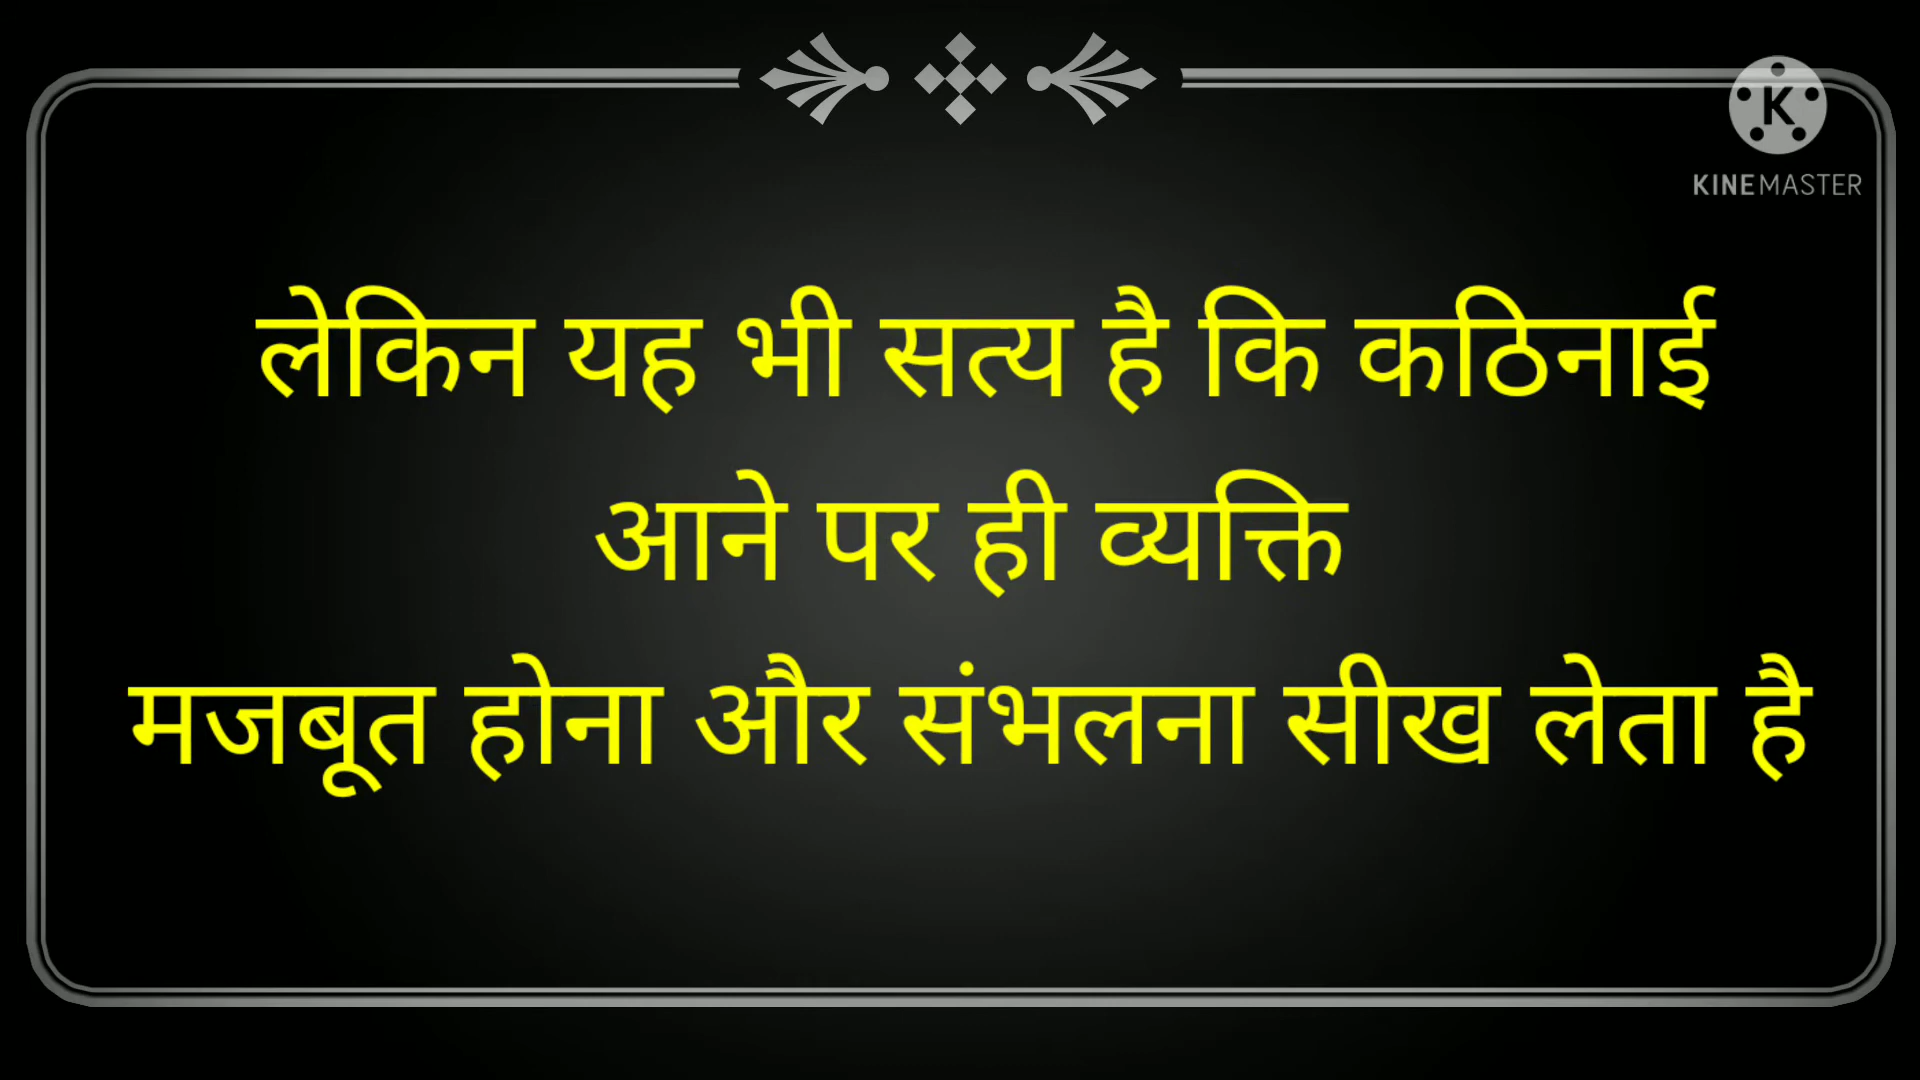 KINEMASTER
लेकिन यह भी सत्य है कि कठिनाई
आने पर ही व्यक्ति
मजबूत होना और संभलना सीख लेता है